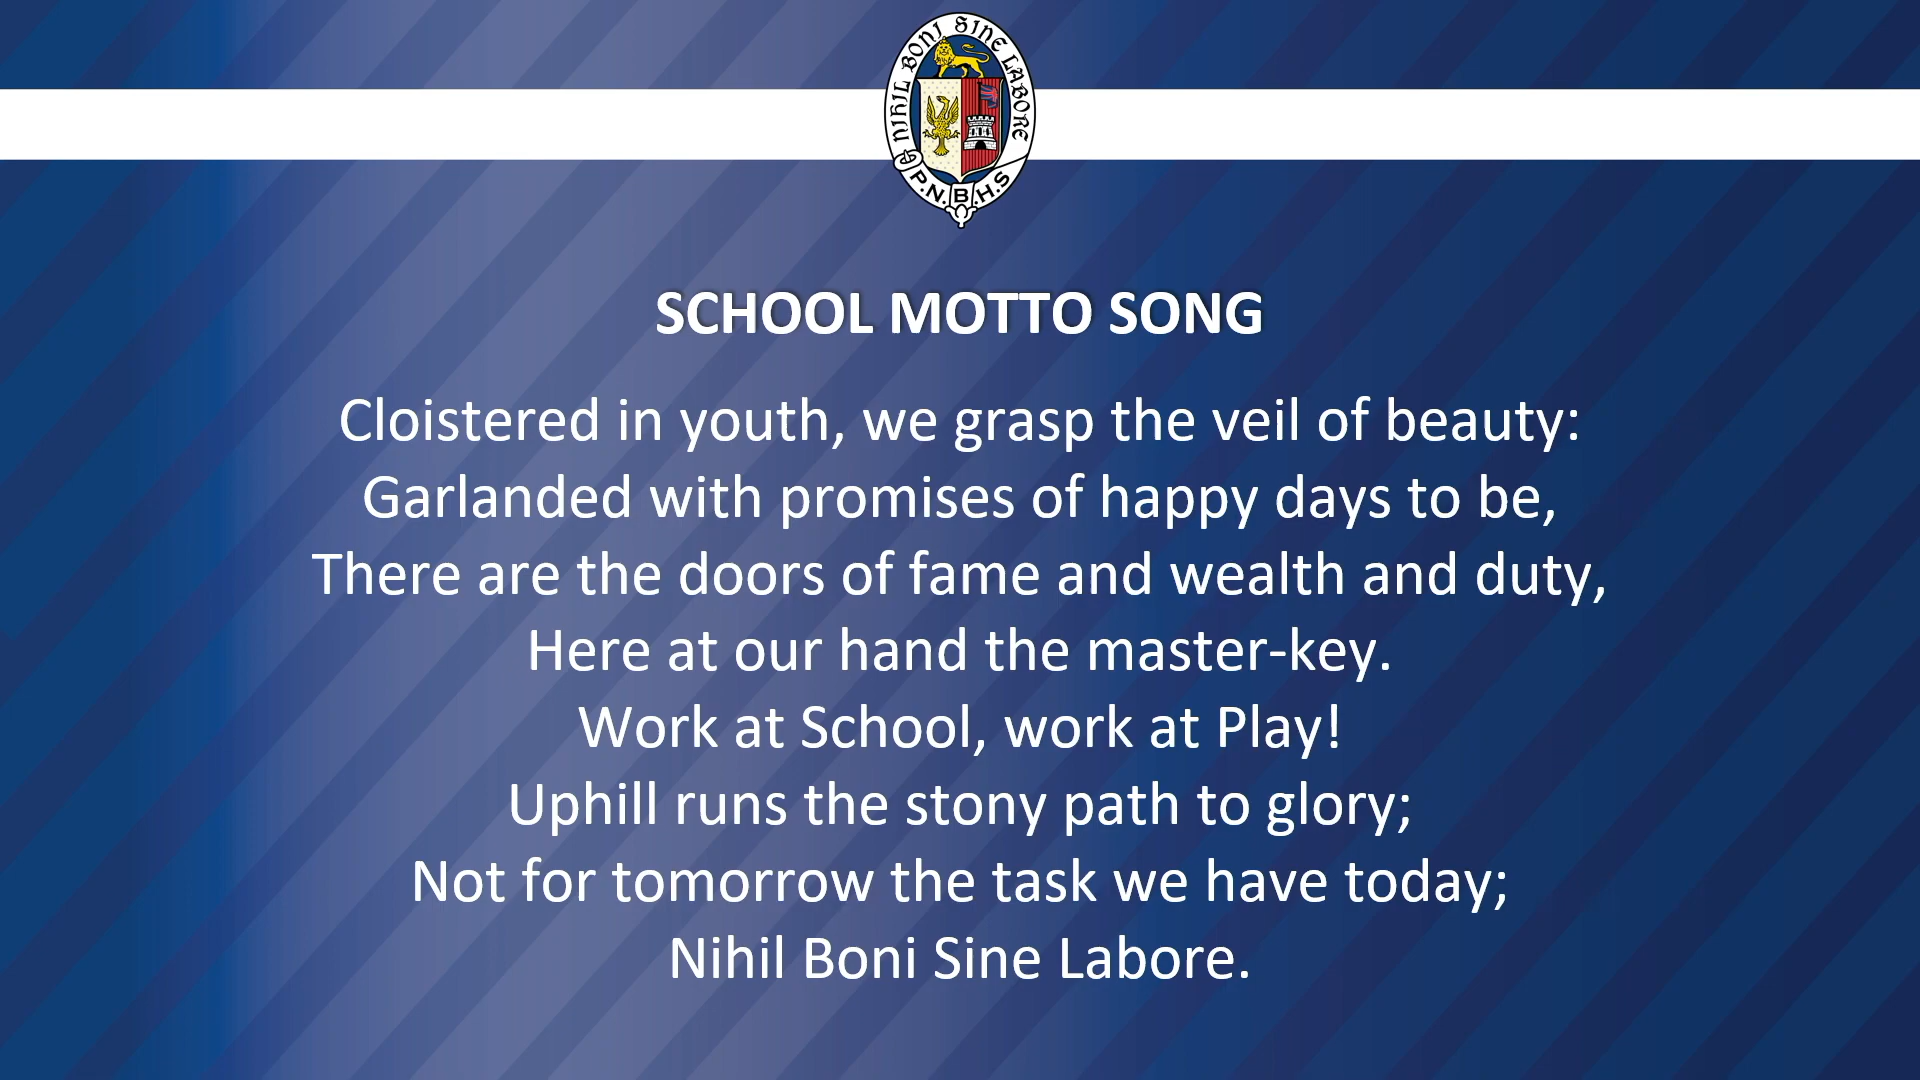 NIHIL BONI SINE LABORE
P.N.B.H.S
SCHOOL MOTTO SONG
Cloistered in youth, we grasp the veil of beauty:
Garlanded with promises of happy days to be,
There are the doors of fame and wealth and duty,
Here at our hand the master-key.
Work at School, work at Play!
Uphill runs the stony path to glory;
Not for tomorrow the task we have today;
Nihil Boni Sine Labore.